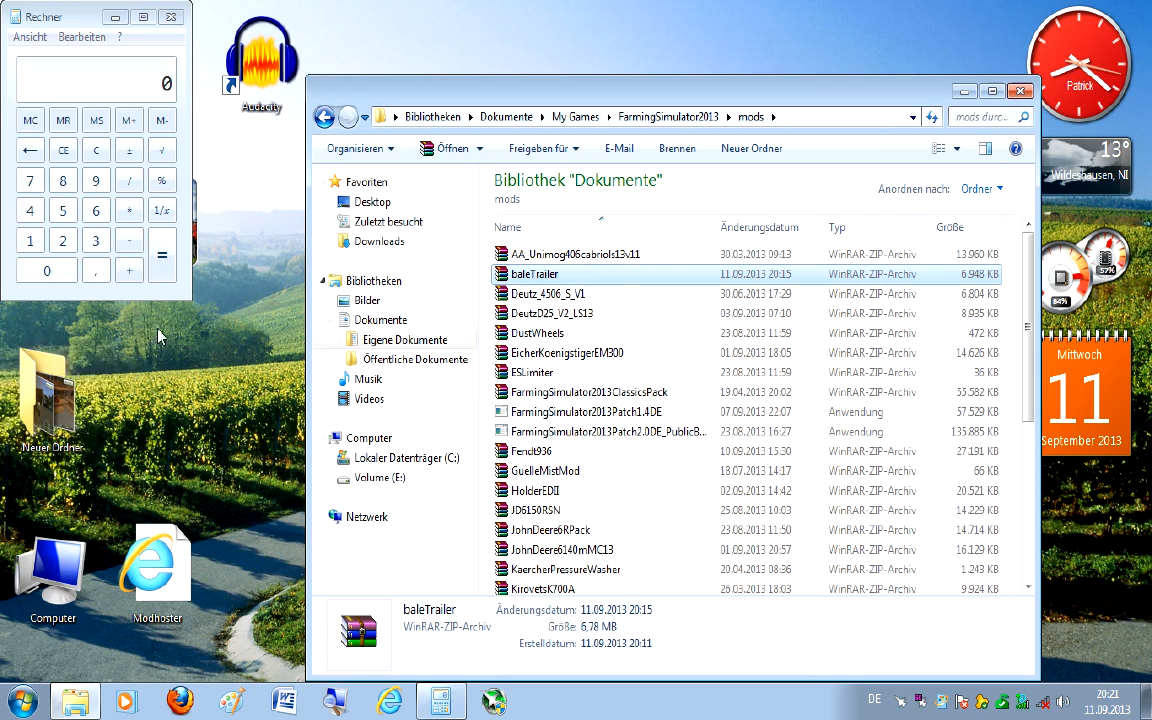 Rechner
Ansicht Bearbeiten ?
0
MC MR MS M+ M-
← CE C ± √
7 8 9 / %
4 5 6 * 1/x
1 2 3 - =
0 , +
Audacity
Neuer Ordner
Computer
Modhoster
Bibliotheken Dokumente My Games FarmingSimulator2013 mods
mods durc...
Organisieren Öffnen Freigeben für E-Mail Brennen Neuer Ordner
Favoriten
Desktop
Zuletzt besucht
Downloads
Bibliotheken
Bilder
Dokumente
Eigene Dokumente
Öffentliche Dokumente
Musik
Videos
Computer
Lokaler Datenträger (C:)
Volume (E:)
Netzwerk
Bibliothek "Dokumente"
mods
Anordnen nach: Ordner
Name Änderungsdatum Typ Größe
AA_Unimog406cabriols13v11 30.03.2013 09:13 WinRAR-ZIP-Archiv 13.960 KB
baleTrailer 11.09.2013 20:15 WinRAR-ZIP-Archiv 6.948 KB
Deutz_4506_S_V1 30.06.2013 17:29 WinRAR-ZIP-Archiv 6.804 KB
DeutzD25_V2_LS13 03.09.2013 07:10 WinRAR-ZIP-Archiv 8.935 KB
DustWheels 23.08.2013 11:59 WinRAR-ZIP-Archiv 472 KB
EicherKoenigstigerEM300 01.09.2013 18:05 WinRAR-ZIP-Archiv 14.626 KB
ESLimiter 23.08.2013 11:59 WinRAR-ZIP-Archiv 36 KB
FarmingSimulator2013ClassicsPack 19.04.2013 20:02 WinRAR-ZIP-Archiv 55.582 KB
FarmingSimulator2013Patch1.4DE 07.09.2013 22:07 Anwendung 57.529 KB
FarmingSimulator2013Patch2.0DE_PublicB... 23.08.2013 16:27 Anwendung 135.885 KB
Fendt936 10.09.2013 15:30 WinRAR-ZIP-Archiv 27.191 KB
GuelleMistMod 18.07.2013 14:17 WinRAR-ZIP-Archiv 66 KB
HolderEDII 02.09.2013 14:42 WinRAR-ZIP-Archiv 20.521 KB
JD6150RSN 25.08.2013 10:03 WinRAR-ZIP-Archiv 14.229 KB
JohnDeere6RPack 23.08.2013 11:50 WinRAR-ZIP-Archiv 14.714 KB
JohnDeere6140mMC13 01.09.2013 20:57 WinRAR-ZIP-Archiv 16.129 KB
KaercherPressureWasher 20.04.2013 08:36 WinRAR-ZIP-Archiv 1.243 KB
KirovetsK700A 26.03.2013 18:03 WinRAR-ZIP-Archiv 9.924 KB
baleTrailer Änderungsdatum: 11.09.2013 20:15
WinRAR-ZIP-Archiv Größe: 6,78 MB
Erstelldatum: 11.09.2013 20:11
Patrick
13°
Wildeshausen, NI
57%
84%
Mittwoch
11
September 2013
DE
20:21
11.09.2013